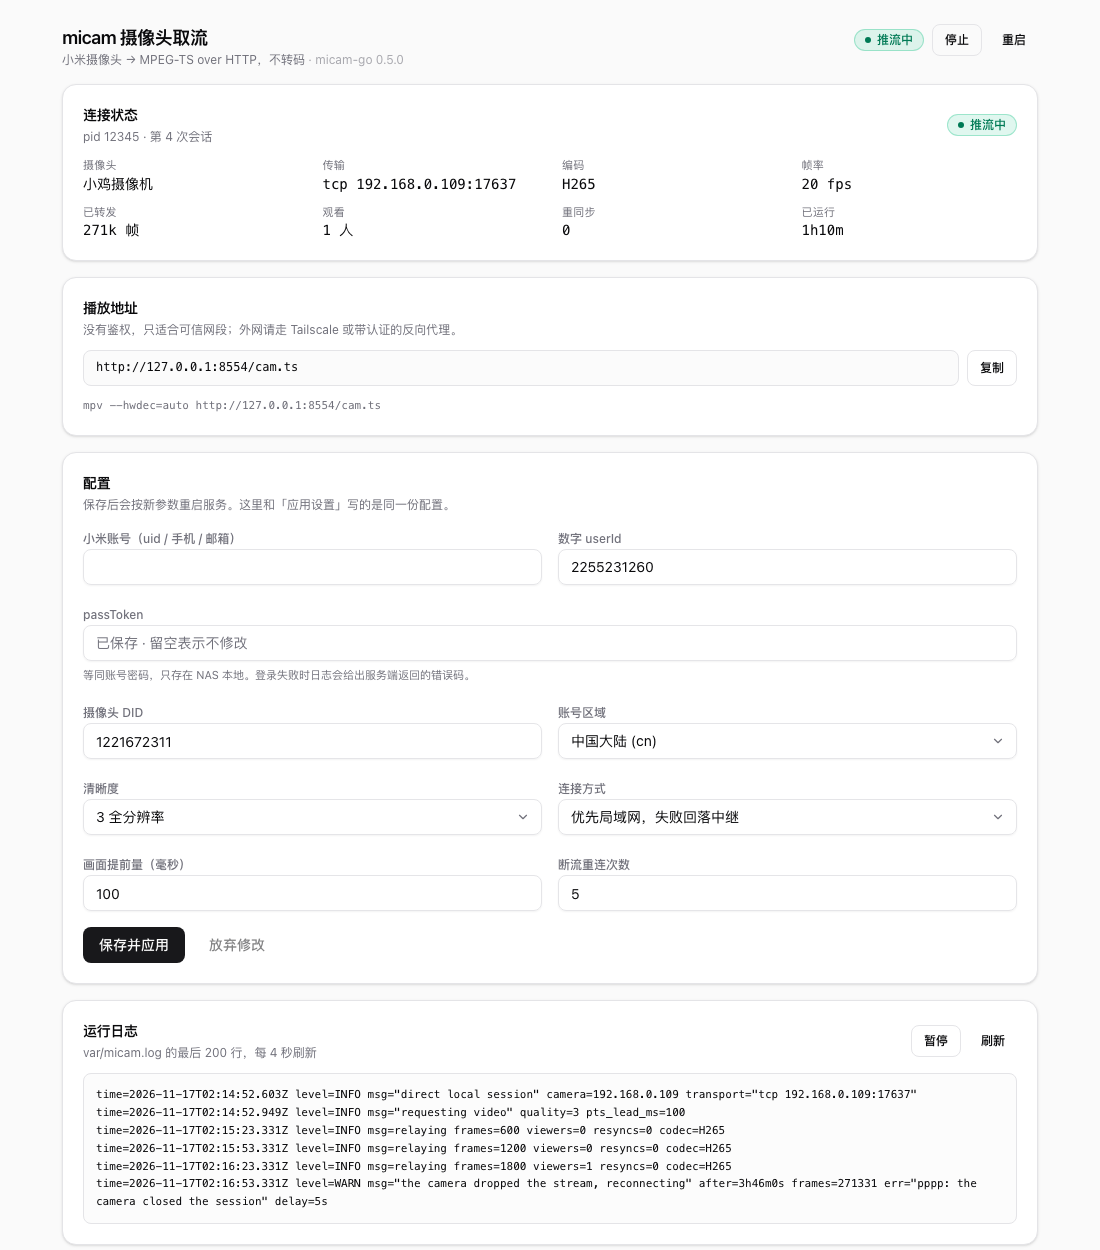 micam 摄像头取流
小米摄像头 → MPEG-TS over HTTP，不转码 · micam-go 0.5.0
推流中
停止
重启
连接状态
pid 12345 · 第 4 次会话
推流中
摄像头
传输
编码
帧率
小鸡摄像机
tcp 192.168.0.109:17637
H265
20 fps
已转发
观看
重同步
已运行
271k 帧
1 人
0
1h10m
播放地址
没有鉴权，只适合可信网段；外网请走 Tailscale 或带认证的反向代理。
http://127.0.0.1:8554/cam.ts
复制
mpv --hwdec=auto http://127.0.0.1:8554/cam.ts
配置
保存后会按新参数重启服务。这里和「应用设置」写的是同一份配置。
小米账号（uid / 手机 / 邮箱）
数字 userId
2255231260
passToken
已保存 · 留空表示不修改
等同账号密码，只存在 NAS 本地。登录失败时日志会给出服务端返回的错误码。
摄像头 DID
账号区域
1221672311
中国大陆 (cn)
清晰度
连接方式
3 全分辨率
优先局域网，失败回落中继
画面提前量（毫秒）
断流重连次数
100
5
保存并应用
放弃修改
运行日志
var/micam.log 的最后 200 行，每 4 秒刷新
暂停
刷新
time=2026-11-17T02:14:52.603Z level=INFO msg="direct local session" camera=192.168.0.109 transport="tcp 192.168.0.109:17637"
time=2026-11-17T02:14:52.949Z level=INFO msg="requesting video" quality=3 pts_lead_ms=100
time=2026-11-17T02:15:23.331Z level=INFO msg=relaying frames=600 viewers=0 resyncs=0 codec=H265
time=2026-11-17T02:15:53.331Z level=INFO msg=relaying frames=1200 viewers=0 resyncs=0 codec=H265
time=2026-11-17T02:16:23.331Z level=INFO msg=relaying frames=1800 viewers=1 resyncs=0 codec=H265
time=2026-11-17T02:16:53.331Z level=WARN msg="the camera dropped the stream, reconnecting" after=3h46m0s frames=271331 err="pppp: the
camera closed the session" delay=5s